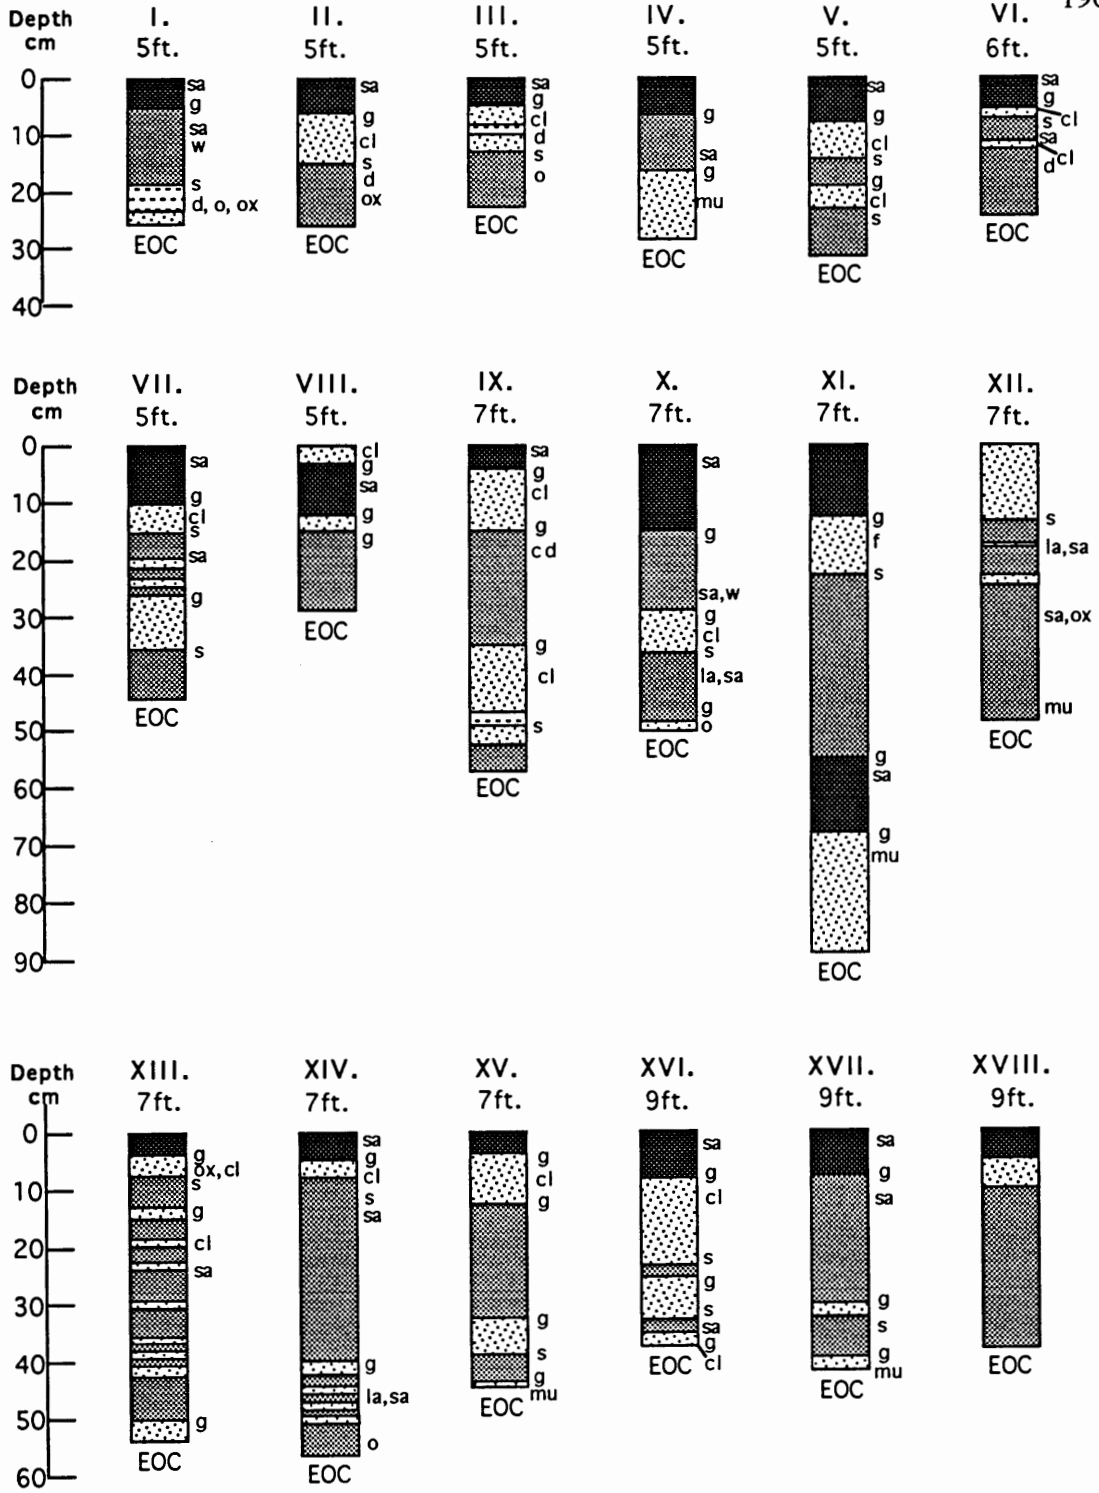 190
Depth cm I. II. III. IV. V. VI.
5ft. 5ft. 5ft. 5ft. 5ft. 6ft.
0
10
20
30
40
sa
g
sa
w
s
d, o, ox
EOC
sa
g
cl
s
d
ox
EOC
sa
g
cl
d
s
o
EOC
g
sa
g
mu
EOC
sa
g
cl
s
g
cl
s
EOC
sa
g
cl
s
sa
cl
d
EOC
Depth cm VII. VIII. IX. X. XI. XII.
5ft. 5ft. 7ft. 7ft. 7ft. 7ft.
0
10
20
30
40
50
60
70
80
90
sa
g
cl
s
sa
g
s
EOC
cl
g
sa
g
g
EOC
sa
g
cl
g
cd
g
cl
s
EOC
sa
g
sa,w
g
cl
s
la,sa
g
o
EOC
g
f
s
g
sa
g
mu
EOC
s
la,sa
sa,ox
mu
EOC
Depth cm XIII. XIV. XV. XVI. XVII. XVIII.
7ft. 7ft. 7ft. 9ft. 9ft. 9ft.
0
10
20
30
40
50
60
g
ox,cl
s
g
cl
sa
g
EOC
sa
g
cl
s
sa
g
la,sa
o
EOC
g
cl
g
g
s
g
mu
EOC
sa
g
cl
s
g
s
sa
g
cl
EOC
sa
g
sa
g
s
g
mu
EOC